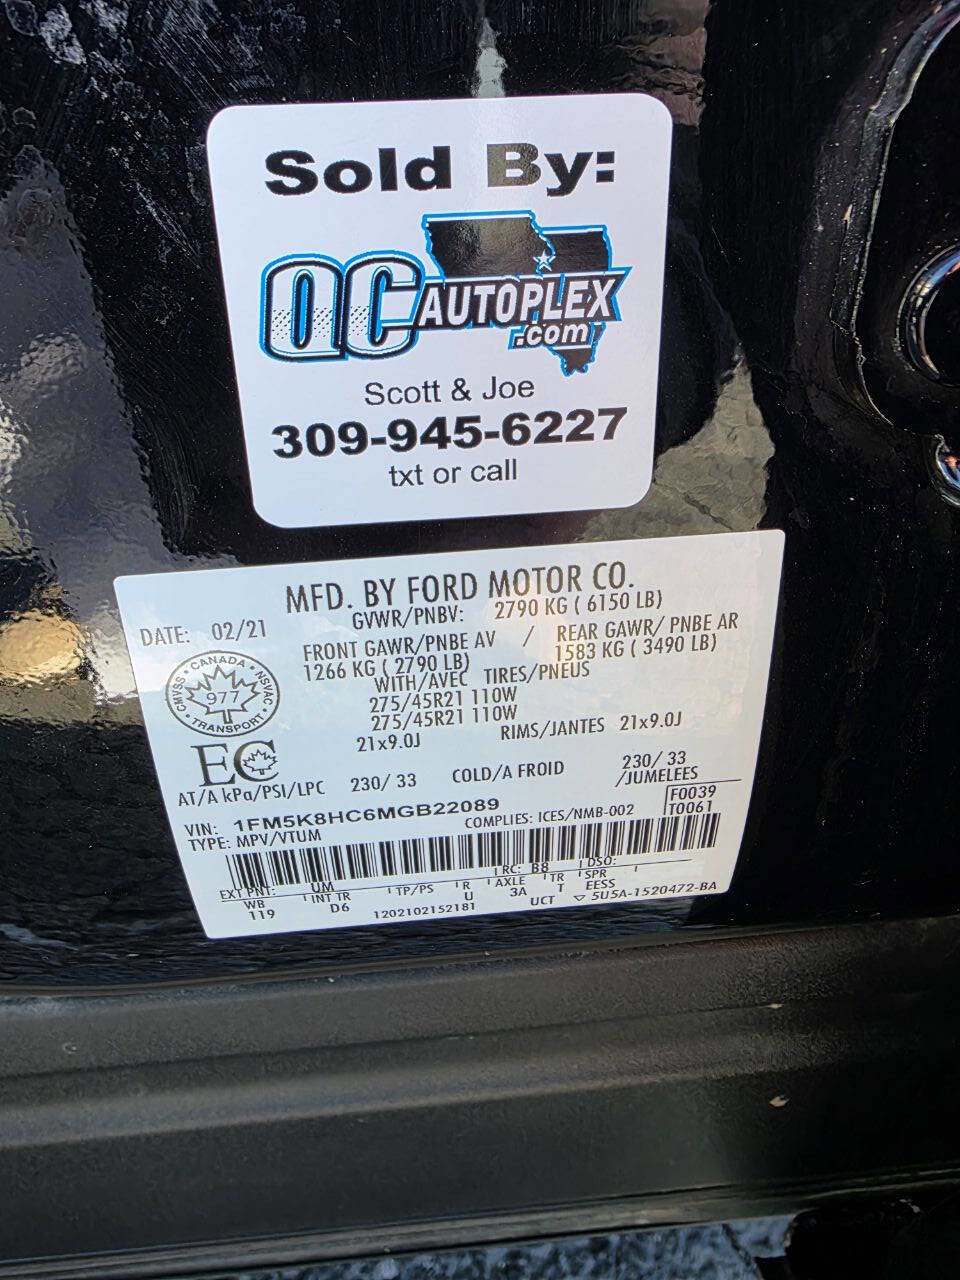 Sold By:
QC AUTOPLEX
.com
Scott & Joe
309-945-6227
txt or call
MFD. BY FORD MOTOR CO.
DATE: 02/21 GVWR/PNBV: 2790 KG ( 6150 LB)
FRONT GAWR/PNBE AV / REAR GAWR/ PNBE AR
1266 KG ( 2790 LB) 1583 KG ( 3490 LB)
WITH/AVEC TIRES/PNEUS
275/45R21 110W
275/45R21 110W
21x9.0J RIMS/JANTES 21x9.0J
CANADA
CMVSS 977 NSVAC
TRANSPORT
EC
AT/A kPa/PSI/LPC 230/ 33 COLD/A FROID 230/ 33
/JUMELEES
VIN: 1FM5K8HC6MGB22089 F0039
TYPE: MPV/VTUM COMPLIES: ICES/NMB-002 T0061
EXT PNT: UM RC: B8 DSO:
WB INT TR TP/PS R AXLE TR SPR
119 D6 U 3A T EESS
1202102152181 UCT ▽ 5U5A-1520472-BA